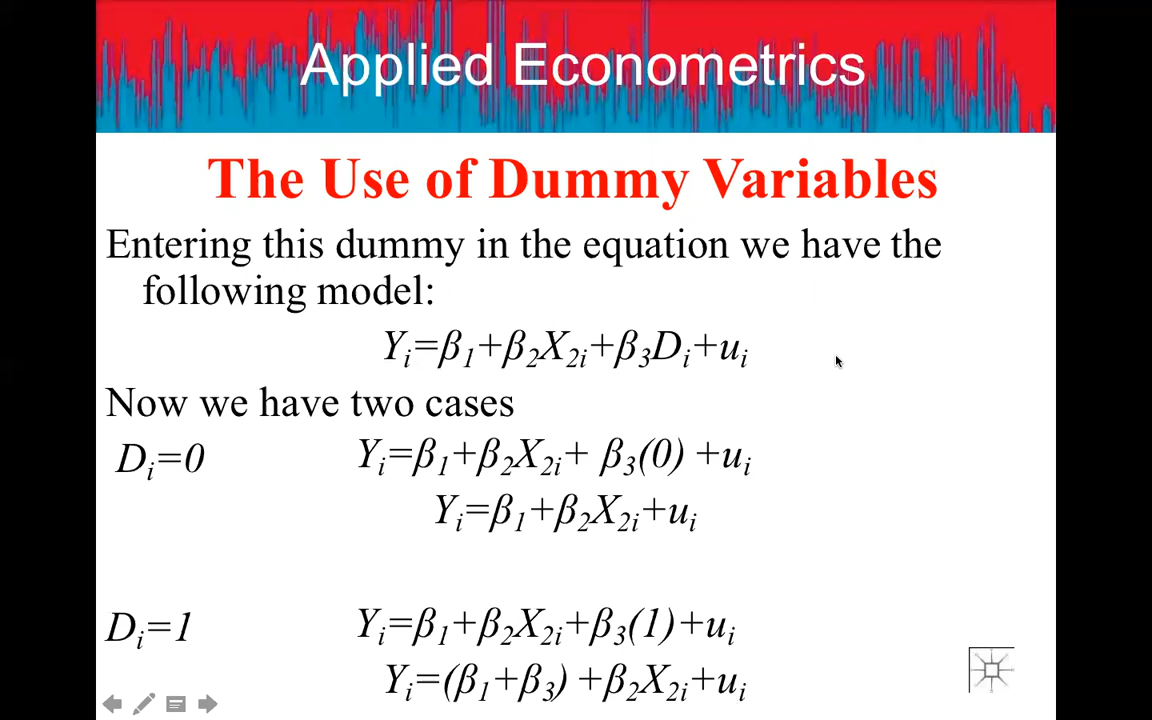 Applied Econometrics
The Use of Dummy Variables
Entering this dummy in the equation we have the
following model:
Yᵢ=β₁+β₂X₂ᵢ+β₃Dᵢ+uᵢ
Now we have two cases
Dᵢ=0 Yᵢ=β₁+β₂X₂ᵢ+ β₃(0) +uᵢ
Yᵢ=β₁+β₂X₂ᵢ+uᵢ
Dᵢ=1 Yᵢ=β₁+β₂X₂ᵢ+β₃(1)+uᵢ
Yᵢ=(β₁+β₃) +β₂X₂ᵢ+uᵢ